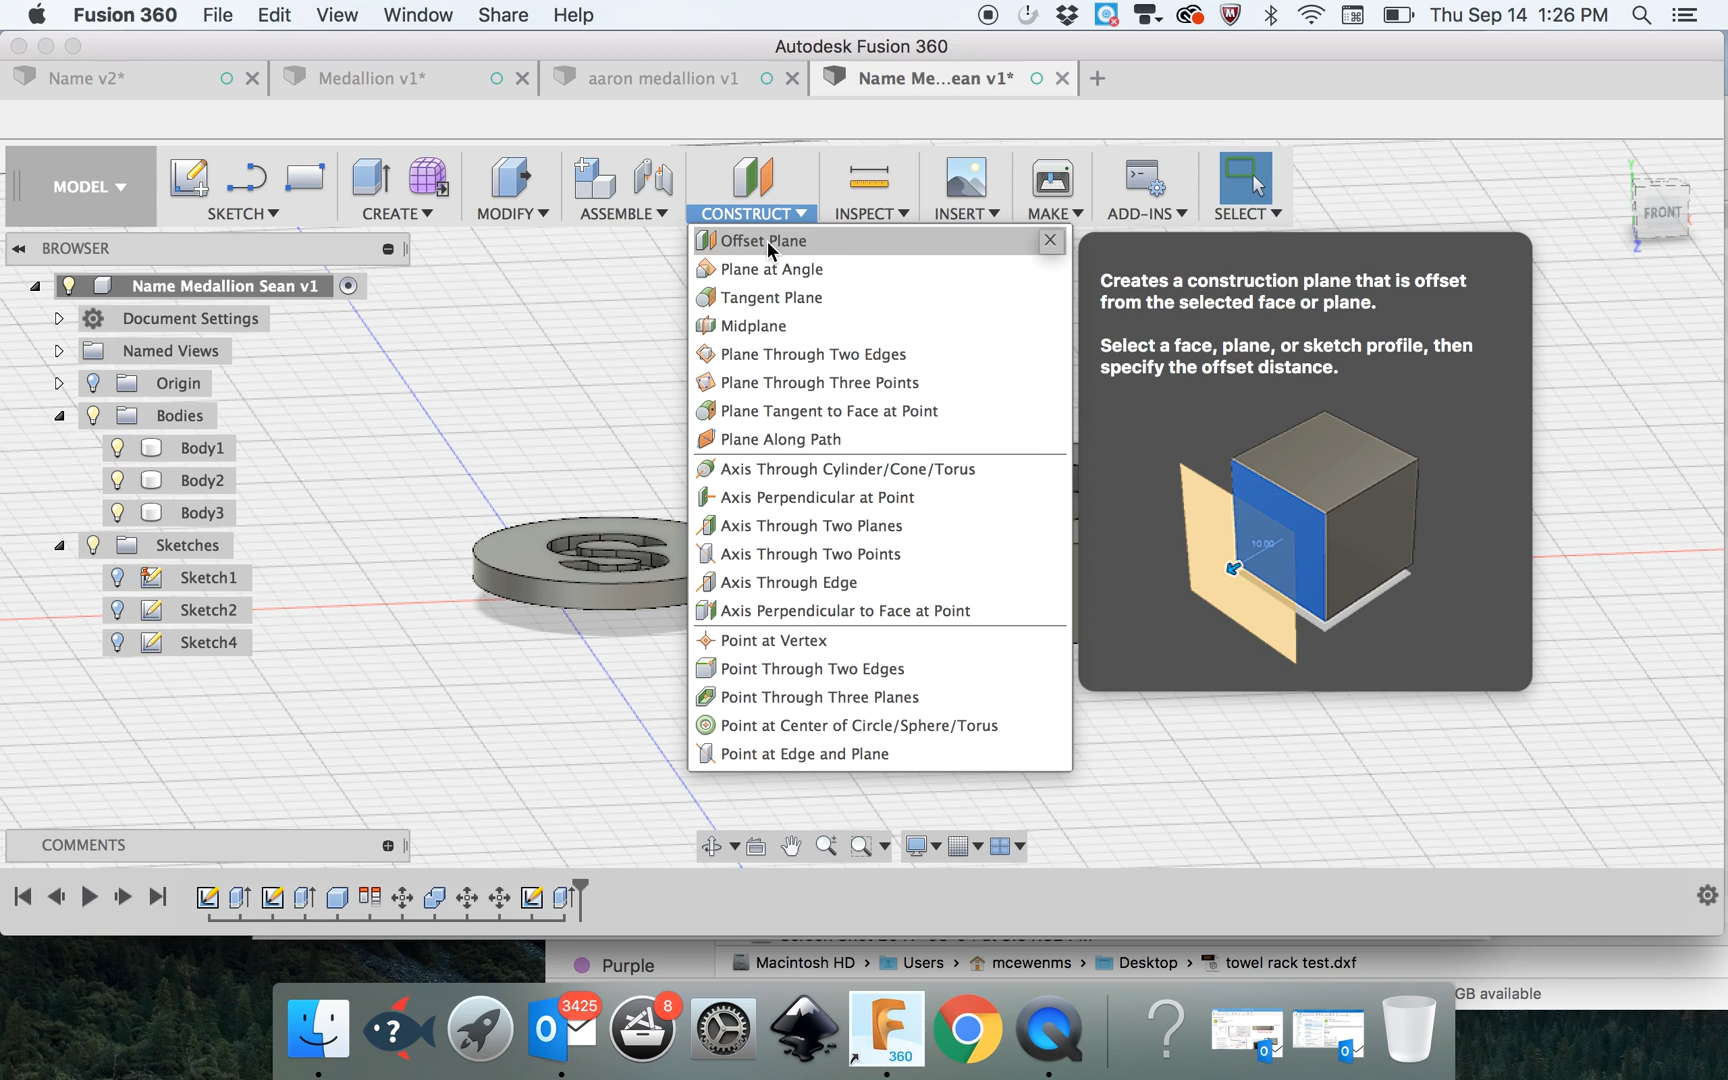 Fusion 360 File Edit View Window Share Help Thu Sep 14 1:26 PM
Autodesk Fusion 360
Name v2* Medallion v1* aaron medallion v1 Name Me...ean v1*
MODEL
SKETCH CREATE MODIFY ASSEMBLE CONSTRUCT INSPECT INSERT MAKE ADD-INS SELECT
FRONT
Y
Z
BROWSER
Name Medallion Sean v1
Document Settings
Named Views
Origin
Bodies
Body1
Body2
Body3
Sketches
Sketch1
Sketch2
Sketch4
S
Offset Plane
Plane at Angle
Tangent Plane
Midplane
Plane Through Two Edges
Plane Through Three Points
Plane Tangent to Face at Point
Plane Along Path
Axis Through Cylinder/Cone/Torus
Axis Perpendicular at Point
Axis Through Two Planes
Axis Through Two Points
Axis Through Edge
Axis Perpendicular to Face at Point
Point at Vertex
Point Through Two Edges
Point Through Three Planes
Point at Center of Circle/Sphere/Torus
Point at Edge and Plane
Creates a construction plane that is offset
from the selected face or plane.
Select a face, plane, or sketch profile, then
specify the offset distance.
10.00
COMMENTS
Purple
Macintosh HD › Users › mcewenms › Desktop › towel rack test.dxf
GB available
3425
8
360